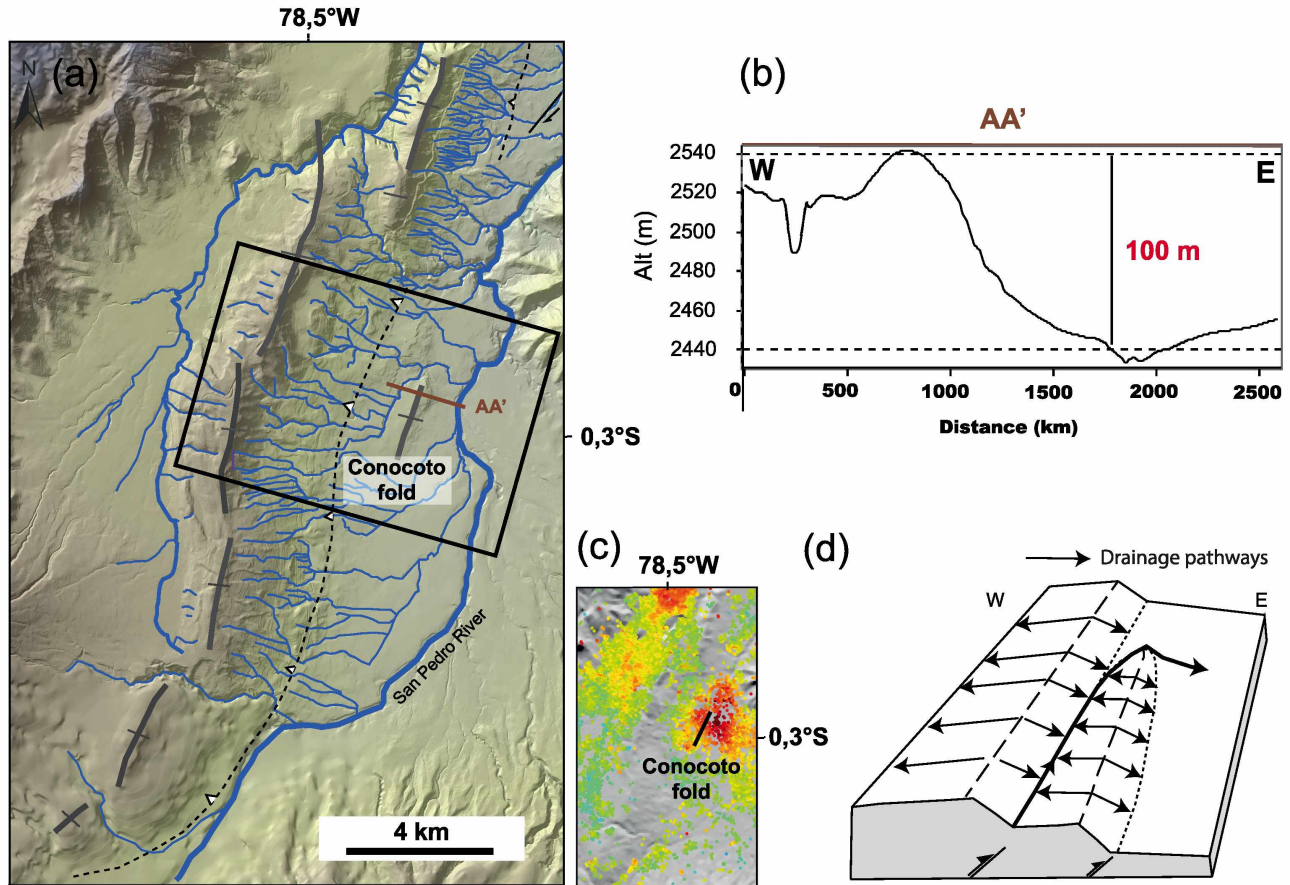 78,5°W
(a)
N
AA'
0,3°S
Conocoto
fold
San Pedro River
4 km
(b)
AA'
W
E
2540
2520
2500
2480
2460
2440
Alt (m)
100 m
0
500
1000
1500
2000
2500
Distance (km)
(c)
78,5°W
0,3°S
Conocoto
fold
(d)
Drainage pathways
W
E